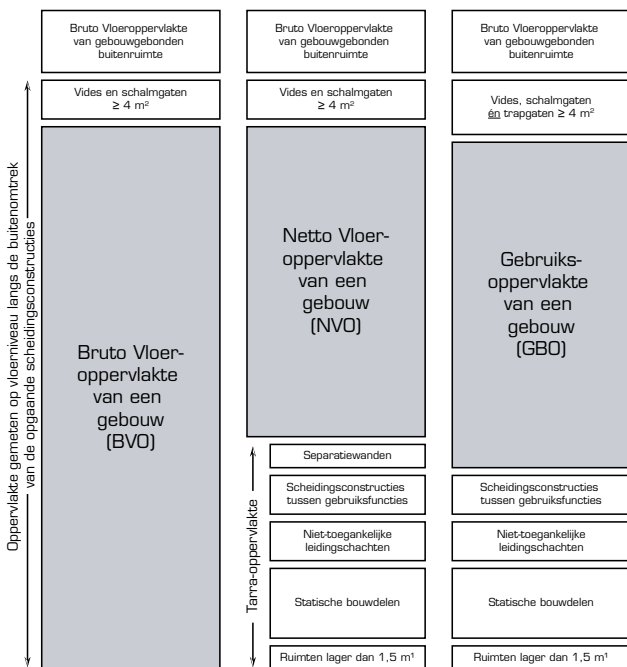 Bruto Vloeroppervlakte
van gebouwgebonden
buitenruimte
Vides en schalmgaten
≥ 4 m²
Bruto Vloer-
oppervlakte
van een
gebouw
(BVO)
Oppervlakte gemeten op vloerniveau langs de buitenomtrek
van de opgaande scheidingsconstructies
Bruto Vloeroppervlakte
van gebouwgebonden
buitenruimte
Vides en schalmgaten
≥ 4 m²
Netto Vloer-
oppervlakte
van een
gebouw
(NVO)
Tarra-oppervlakte
Separatiewanden
Scheidingsconstructies
tussen gebruiksfuncties
Niet-toegankelijke
leidingschachten
Statische bouwdelen
Ruimten lager dan 1,5 m¹
Bruto Vloeroppervlakte
van gebouwgebonden
buitenruimte
Vides, schalmgaten
én trapgaten ≥ 4 m²
Gebruiks-
oppervlakte
van een
gebouw
(GBO)
Scheidingsconstructies
tussen gebruiksfuncties
Niet-toegankelijke
leidingschachten
Statische bouwdelen
Ruimten lager dan 1,5 m¹